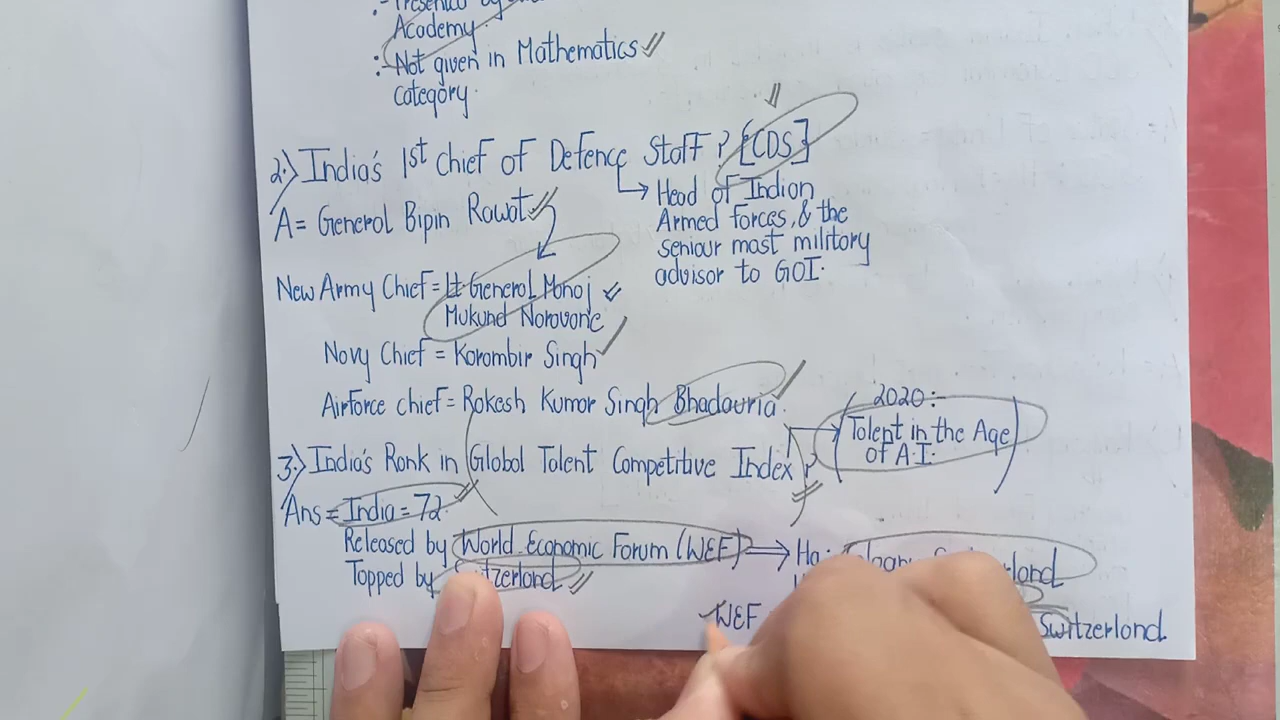 :- Presented by
Academy.
:- Not given in Mathematics
category.
2.) India's 1st Chief of Defence Staff ? [CDS]
Head of Indian
Armed forces, & the
seniour most military
advisor to GOI.
A = General Bipin Rawat
New Army Chief = Lt General Manoj
Mukund Naravane
Navy Chief = Karambir Singh
AirForce chief = Rakesh Kumar Singh Bhadauria.
3.) India's Rank in Global Talent Competitive Index ?
2020 :-
Talent in the Age
of A.I.
Ans = India = 72.
Released by World Economic Forum (WEF) ⇒
Topped by Switzerland
WEF
Switzerland.